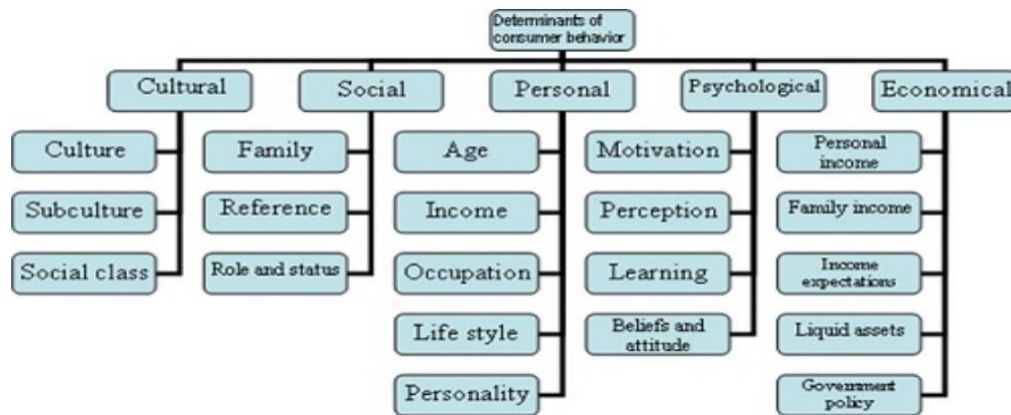 Determinants of
consumer behavior
Cultural
Social
Personal
Psychological
Economical
Culture
Family
Age
Motivation
Personal
income
Subculture
Reference
Income
Perception
Family income
Social class
Role and status
Occupation
Learning
Income
expectations
Life style
Beliefs and
attitude
Liquid assets
Personality
Government
policy